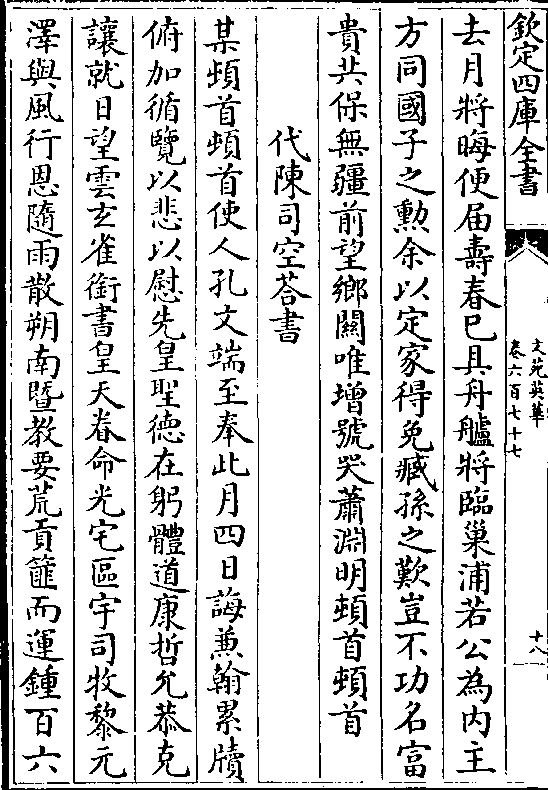 欽定四庫全書
文苑英華
卷六百七十七
十八
去月將晦便届壽春已具舟艫將臨巢浦若公為内主
方同國子之勳余以定家得免臧孫之歎豈不功名富
貴共保無疆前望鄉關唯增號哭蕭淵明頓首頓首
代陳司空荅書
某頓首頓首使人孔文端至奉此月四日誨兼翰累牘
俯加循覽以悲以慰先皇聖德在躬體道康哲允恭克
讓就日望雲玄雀銜書皇天眷命光宅區宇司牧黎元
澤與風行恩隨雨散朔南暨教要荒貢篚而運鍾百六